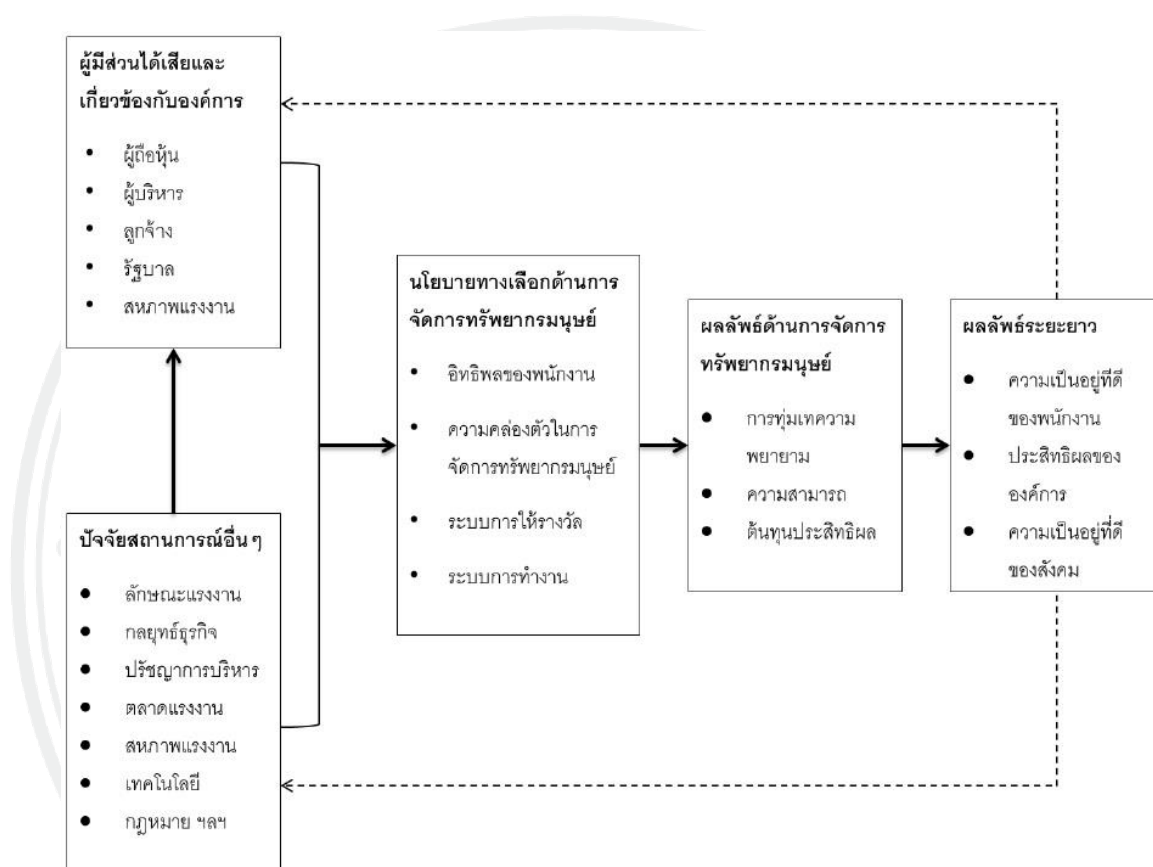 ผู้มีส่วนได้เสียและ
เกี่ยวข้องกับองค์การ
• ผู้ถือหุ้น
• ผู้บริหาร
• ลูกจ้าง
• รัฐบาล
• สหภาพแรงงาน
ปัจจัยสถานการณ์อื่น ๆ
● ลักษณะแรงงาน
● กลยุทธ์ธุรกิจ
● ปรัชญาการบริหาร
● ตลาดแรงงาน
● สหภาพแรงงาน
● เทคโนโลยี
● กฎหมาย ฯลฯ
นโยบายทางเลือกด้านการ
จัดการทรัพยากรมนุษย์
• อิทธิพลของพนักงาน
• ความคล่องตัวในการ
จัดการทรัพยากรมนุษย์
• ระบบการให้รางวัล
• ระบบการทำงาน
ผลลัพธ์ด้านการจัดการ
ทรัพยากรมนุษย์
● การทุ่มเทความ
พยายาม
● ความสามารถ
● ต้นทุนประสิทธิผล
ผลลัพธ์ระยะยาว
● ความเป็นอยู่ที่ดี
ของพนักงาน
● ประสิทธิผลของ
องค์การ
● ความเป็นอยู่ที่ดี
ของสังคม